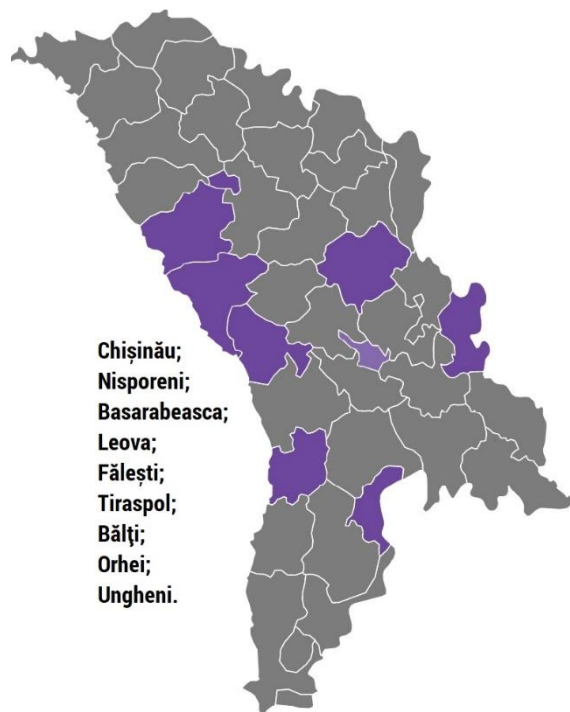 Chișinău;
Nisporeni;
Basarabeasca;
Leova;
Fălești;
Tiraspol;
Bălţi;
Orhei;
Ungheni.